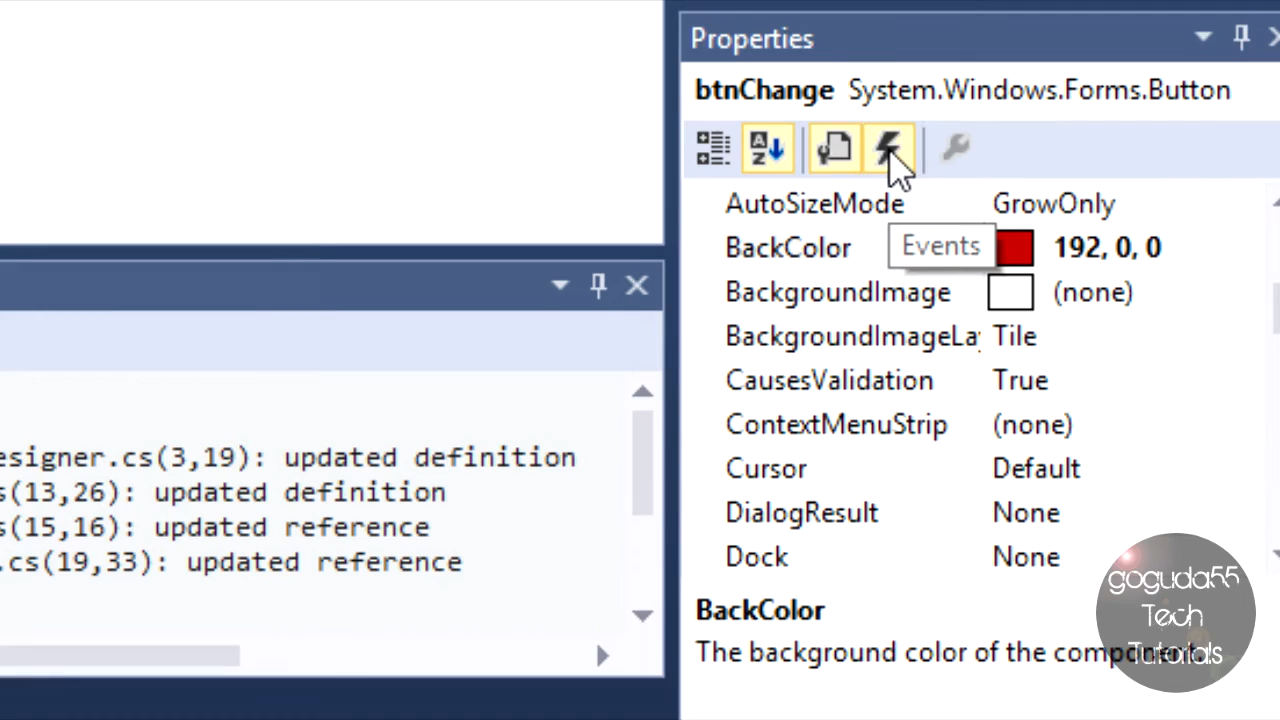 Properties
btnChange System.Windows.Forms.Button
AutoSizeMode GrowOnly
BackColor 192, 0, 0
Events
BackgroundImage (none)
BackgroundImageLa Tile
CausesValidation True
ContextMenuStrip (none)
Cursor Default
DialogResult None
Dock None
BackColor
The background color of the component.
esigner.cs(3,19): updated definition
s(13,26): updated definition
s(15,16): updated reference
.cs(19,33): updated reference
goguda55
Tech
Tutorials